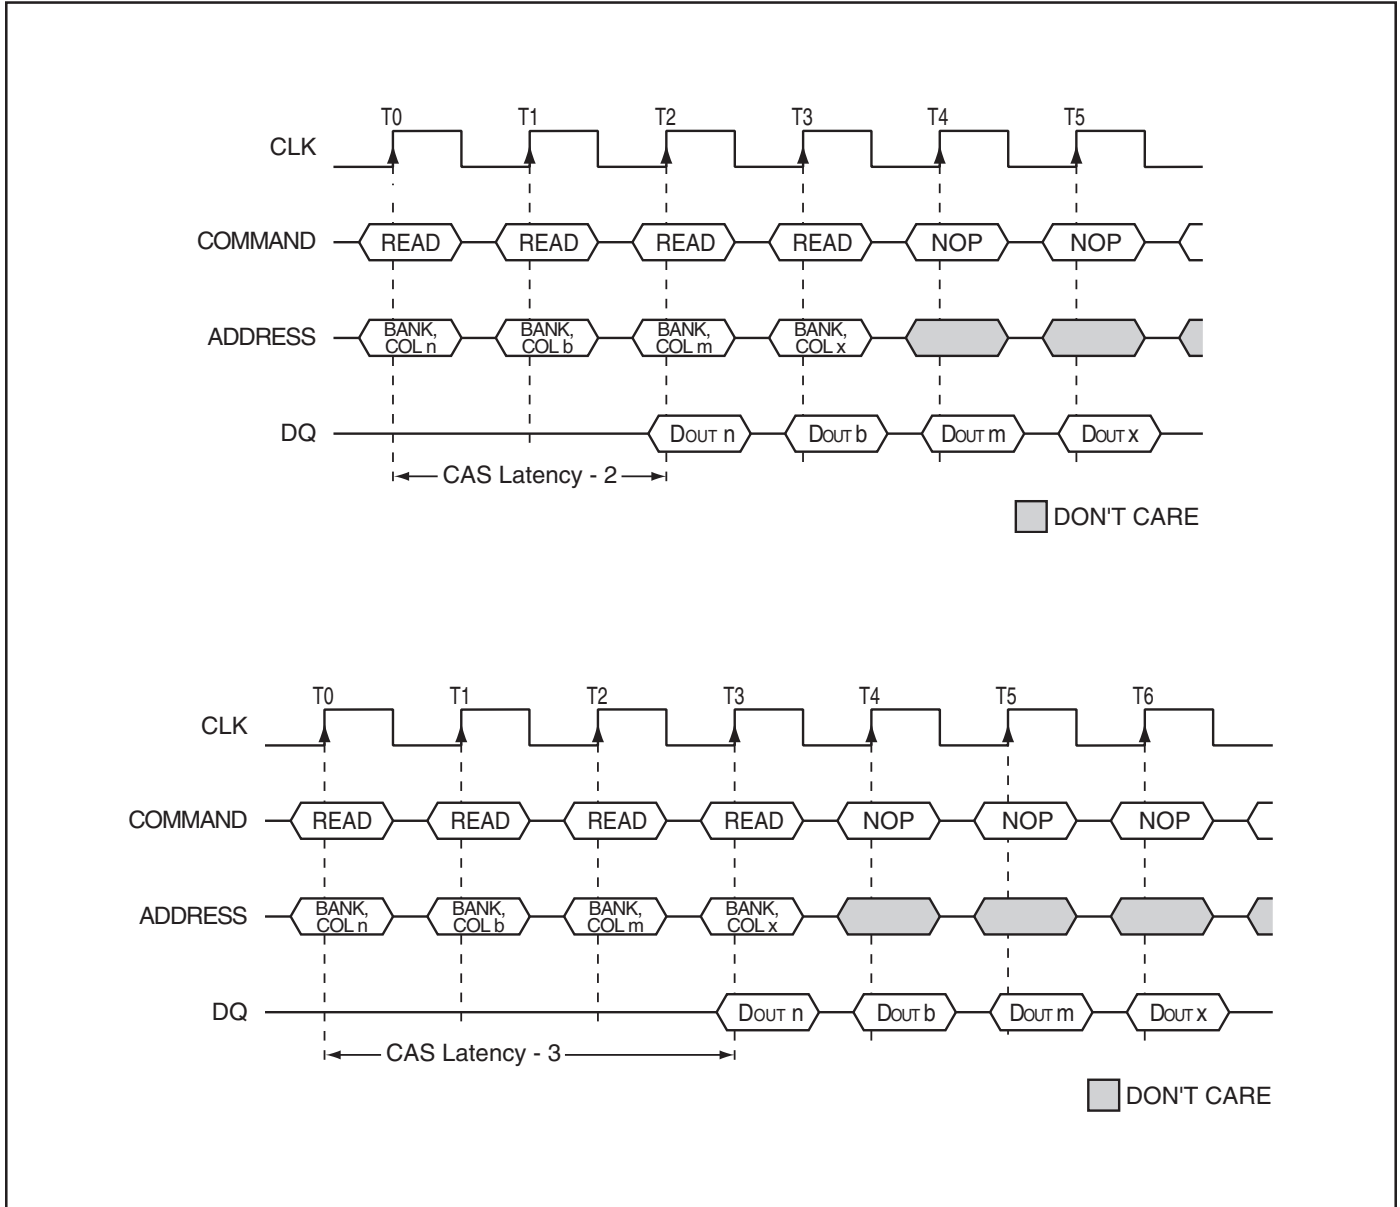 T0 T1 T2 T3 T4 T5
CLK
COMMAND READ READ READ READ NOP NOP
ADDRESS BANK, COL n BANK, COL b BANK, COL m BANK, COL x
DQ DOUT n DOUT b DOUT m DOUT x
CAS Latency - 2
DON'T CARE
T0 T1 T2 T3 T4 T5 T6
CLK
COMMAND READ READ READ READ NOP NOP NOP
ADDRESS BANK, COL n BANK, COL b BANK, COL m BANK, COL x
DQ DOUT n DOUT b DOUT m DOUT x
CAS Latency - 3
DON'T CARE